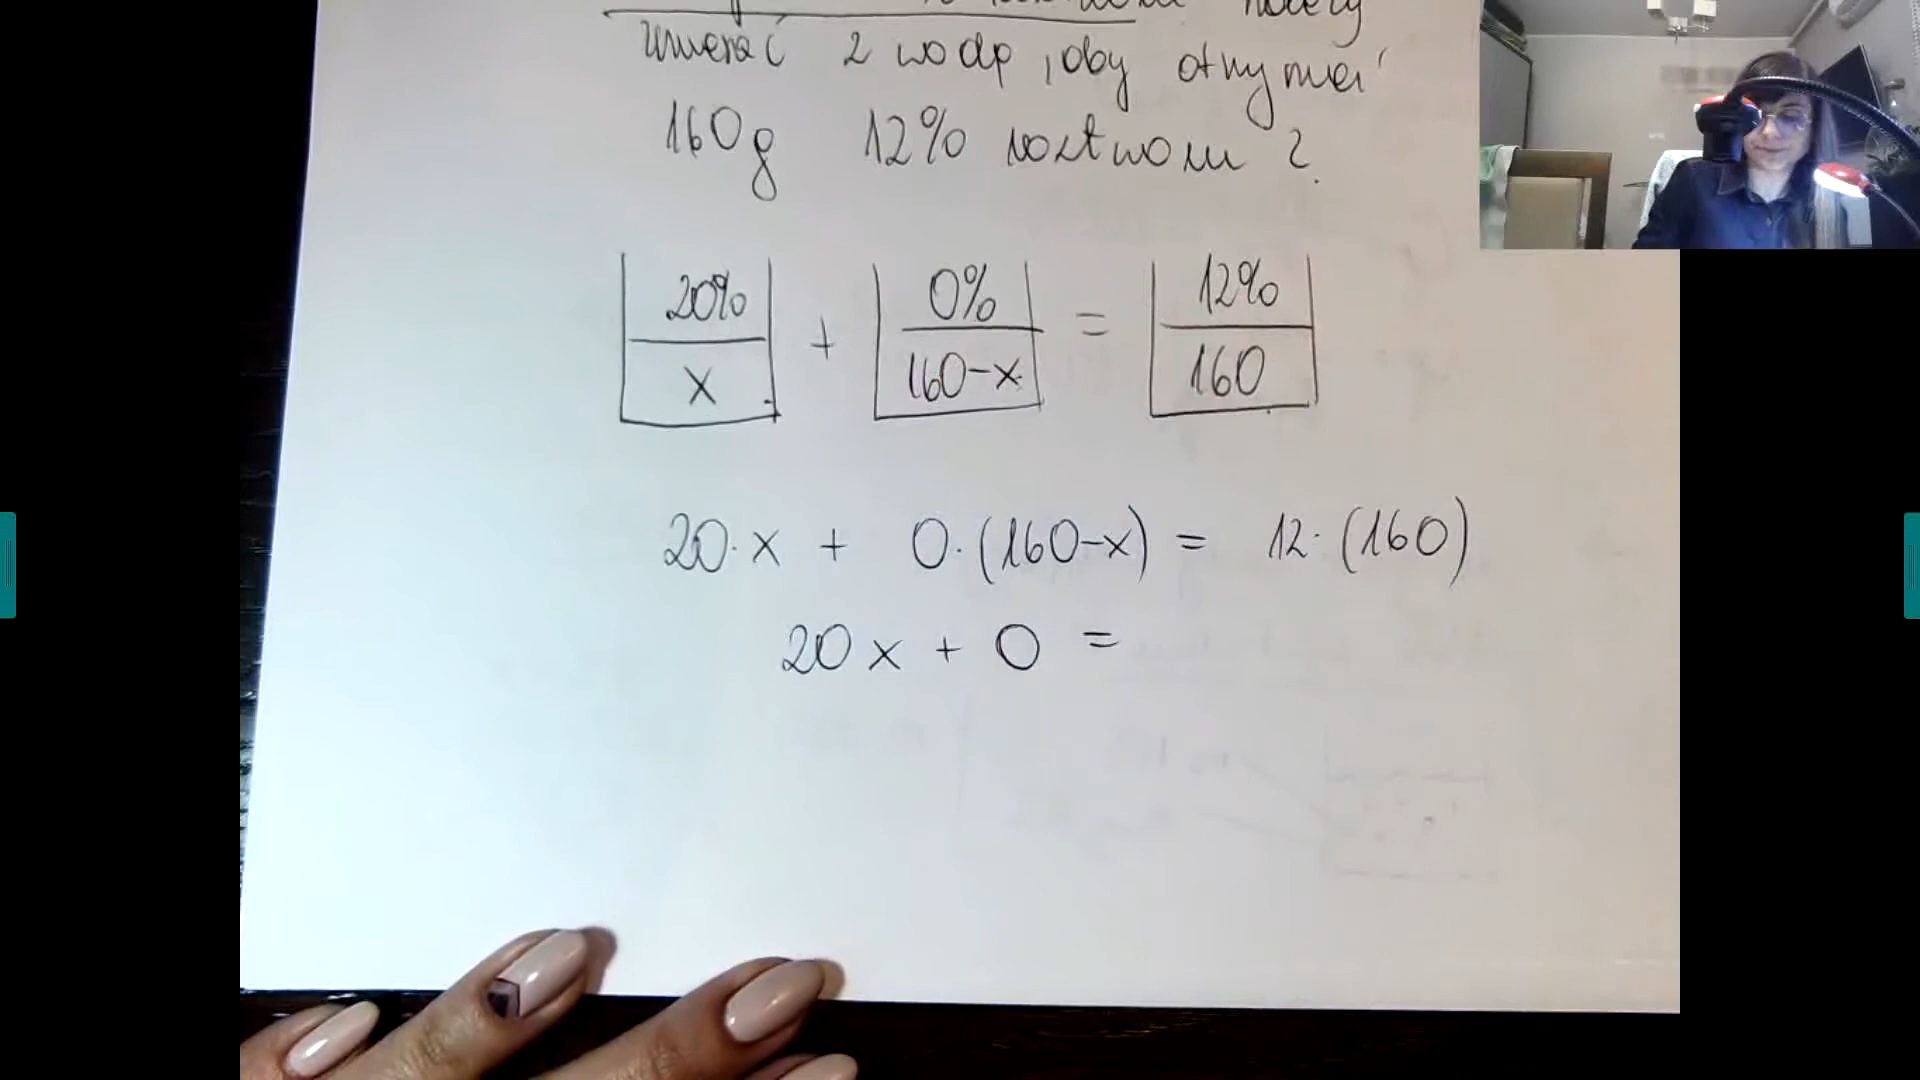 zmieszać z wodą, aby otrzymać
160g 12% roztworu?
20% + 0% = 12%
x 160-x 160
20·x + 0·(160-x) = 12·(160)
20x + 0 =